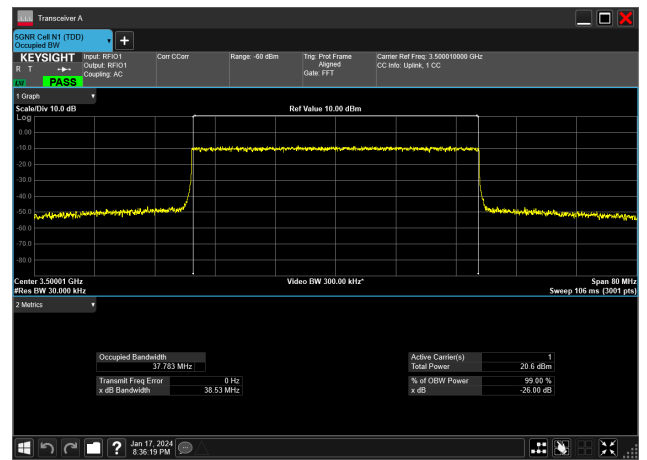 Transceiver A
5GNR Cell N1 (TDD)
Occupied BW
KEYSIGHT
R T
LXI
PASS
Input: RFIO1
Output: RFIO1
Coupling: AC
Corr CCorr
Range: -60 dBm
Trig: Prot Frame
Aligned
Gate: FFT
Carrier Ref Freq: 3.500010000 GHz
CC Info: Uplink, 1 CC
1 Graph
Scale/Div 10.0 dB
Ref Value 10.00 dBm
Log
0.00
-10.0
-20.0
-30.0
-40.0
-50.0
-60.0
-70.0
-80.0
Center 3.50001 GHz
Video BW 300.00 kHz*
Span 80 MHz
#Res BW 30.000 kHz
Sweep 106 ms (3001 pts)
2 Metrics
Occupied Bandwidth
37.783 MHz
Transmit Freq Error 0 Hz
x dB Bandwidth 38.53 MHz
Active Carrier(s) 1
Total Power 20.6 dBm
% of OBW Power 99.00 %
x dB -26.00 dB
?
Jan 17, 2024
8:36:19 PM